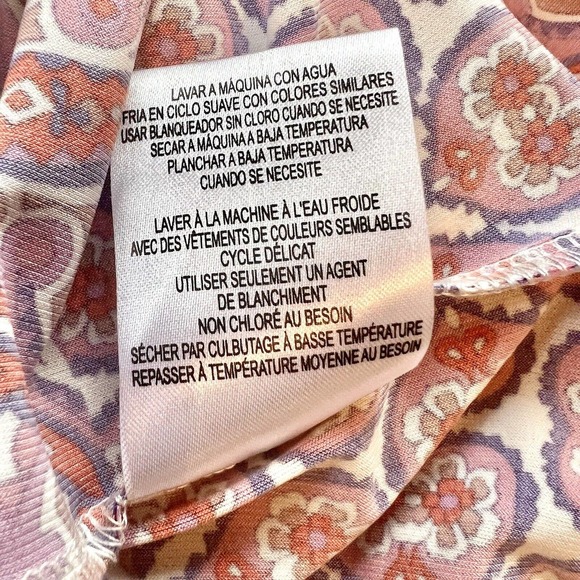 LAVAR A MÁQUINA CON AGUA
FRIA EN CICLO SUAVE CON COLORES SIMILARES
USAR BLANQUEADOR SIN CLORO CUANDO SE NECESITE
SECAR A MÁQUINA A BAJA TEMPERATURA
PLANCHAR A BAJA TEMPERATURA
CUANDO SE NECESITE
LAVER À LA MACHINE À L'EAU FROIDE
AVEC DES VÊTEMENTS DE COULEURS SEMBLABLES
CYCLE DÉLICAT
UTILISER SEULEMENT UN AGENT
DE BLANCHIMENT
NON CHLORÉ AU BESOIN
SÉCHER PAR CULBUTAGE À BASSE TEMPÉRATURE
REPASSER À TEMPÉRATURE MOYENNE AU BESOIN